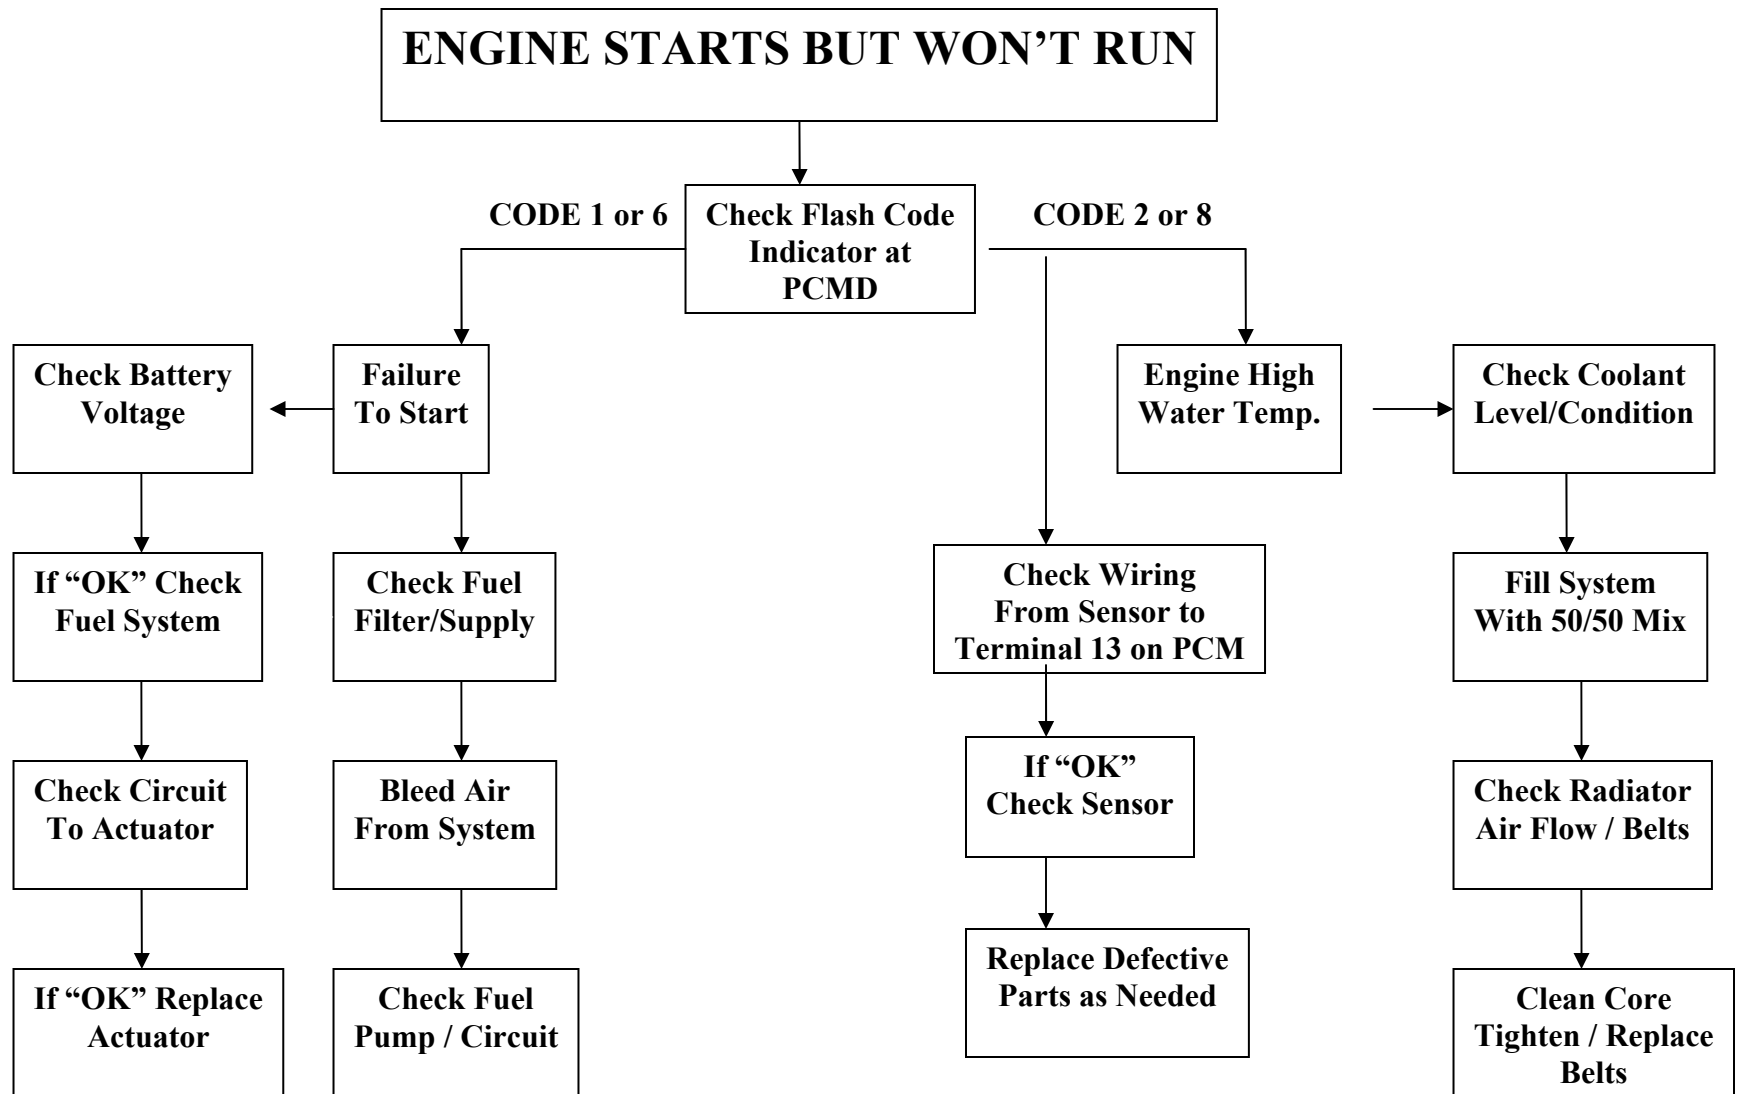 ENGINE STARTS BUT WON’T RUN
CODE 1 or 6
Check Flash Code
Indicator at
PCMD
CODE 2 or 8
Check Battery
Voltage
Failure
To Start
Engine High
Water Temp.
Check Coolant
Level/Condition
If “OK” Check
Fuel System
Check Fuel
Filter/Supply
Check Wiring
From Sensor to
Terminal 13 on PCM
Fill System
With 50/50 Mix
Check Circuit
To Actuator
Bleed Air
From System
If “OK”
Check Sensor
Check Radiator
Air Flow / Belts
If “OK” Replace
Actuator
Check Fuel
Pump / Circuit
Replace Defective
Parts as Needed
Clean Core
Tighten / Replace
Belts